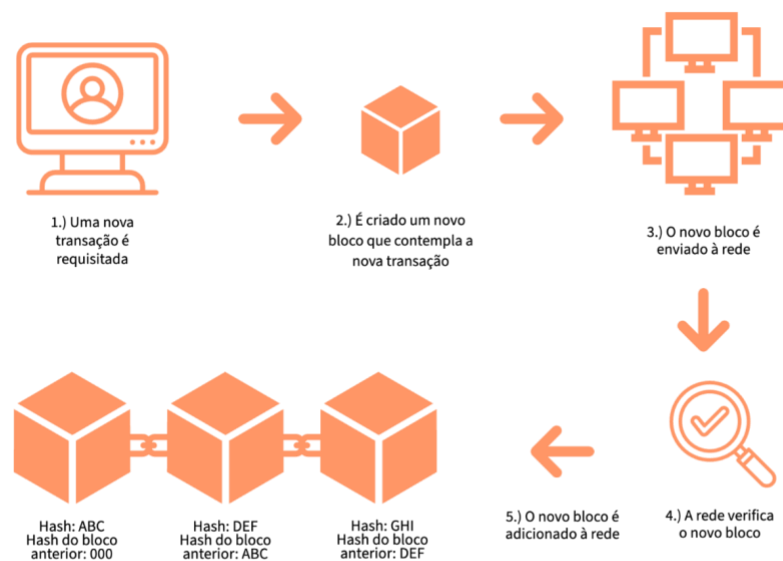 1.) Uma nova
transação é
requisitada
2.) É criado um novo
bloco que contempla a
nova transação
3.) O novo bloco é
enviado à rede
4.) A rede verifica
o novo bloco
5.) O novo bloco é
adicionado à rede
Hash: ABC
Hash do bloco
anterior: 000
Hash: DEF
Hash do bloco
anterior: ABC
Hash: GHI
Hash do bloco
anterior: DEF